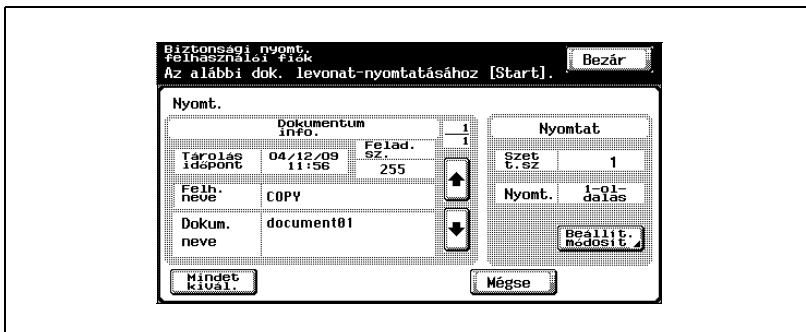 Biztonsági nyomt.
felhasználói fiók
Bezár
Az alábbi dok. levonat-nyomtatásához [Start].
Nyomt.
Dokumentum
info.
1
1
Nyomtat
Tárolás
időpont
04/12/09
11:56
Felad.
sz.
255
Szet
t.sz
1
Felh.
neve
COPY
Nyomt.
1-ol-
dalas
Dokum.
neve
document01
Beállít.
módosít
Mindet
kivál.
Mégse